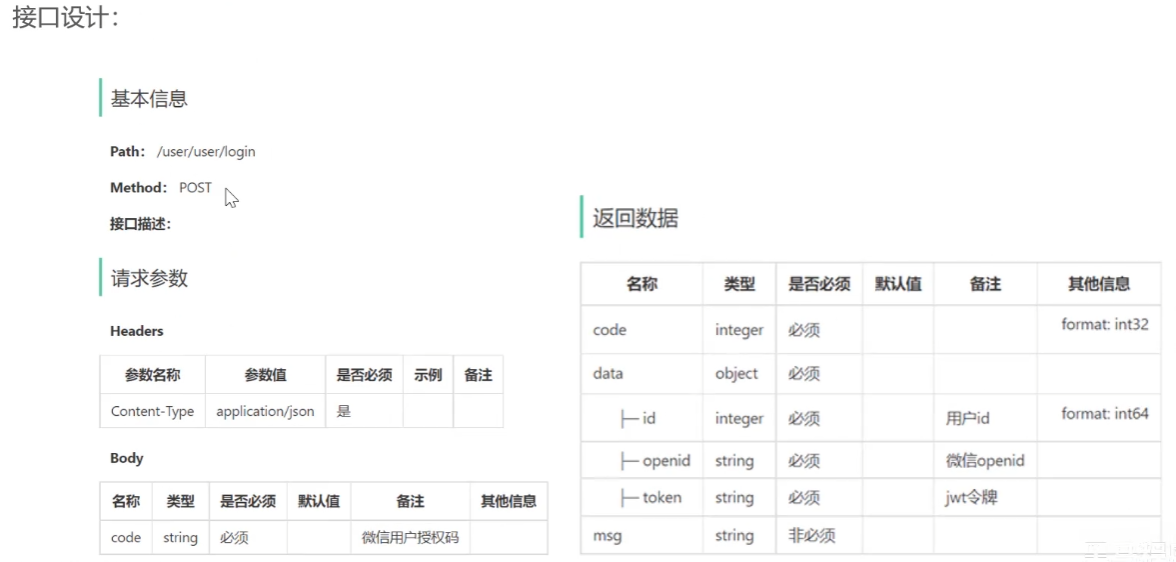 接口设计：
基本信息
Path： /user/user/login
Method： POST
接口描述：
请求参数
Headers
参数名称 参数值 是否必须 示例 备注
Content-Type application/json 是
Body
名称 类型 是否必须 默认值 备注 其他信息
code string 必须 微信用户授权码
返回数据
名称 类型 是否必须 默认值 备注 其他信息
code integer 必须 format: int32
data object 必须
├─ id integer 必须 用户id format: int64
├─ openid string 必须 微信openid
├─ token string 必须 jwt令牌
msg string 非必须